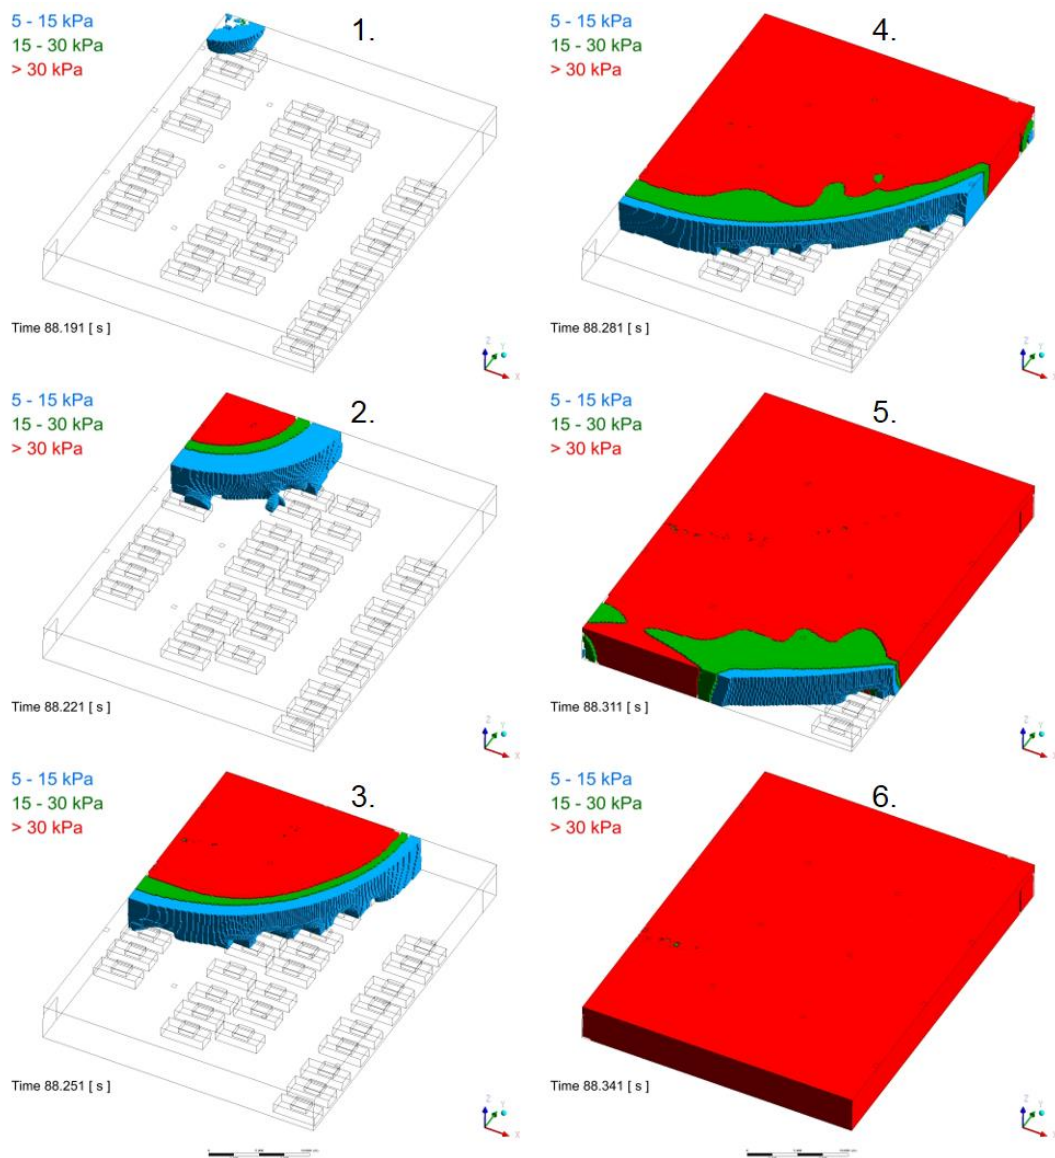 5 - 15 kPa
15 - 30 kPa
> 30 kPa
1.
Time 88.191 [ s ]
Z
Y
X
5 - 15 kPa
15 - 30 kPa
> 30 kPa
2.
Time 88.221 [ s ]
Z
Y
X
5 - 15 kPa
15 - 30 kPa
> 30 kPa
3.
Time 88.251 [ s ]
Z
Y
X
5 - 15 kPa
15 - 30 kPa
> 30 kPa
4.
Time 88.281 [ s ]
Z
Y
X
5 - 15 kPa
15 - 30 kPa
> 30 kPa
5.
Time 88.311 [ s ]
Z
Y
X
5 - 15 kPa
15 - 30 kPa
> 30 kPa
6.
Time 88.341 [ s ]
Z
Y
X